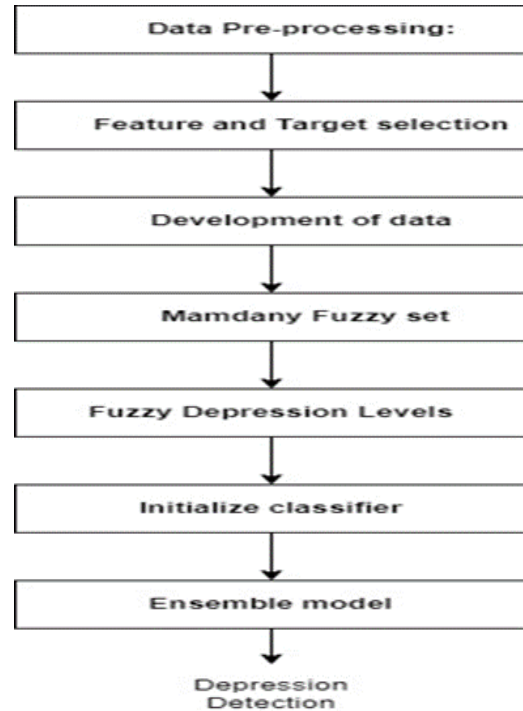 Data Pre-processing:
Feature and Target selection
Development of data
Mamdany Fuzzy set
Fuzzy Depression Levels
Initialize classifier
Ensemble model
Depression
Detection